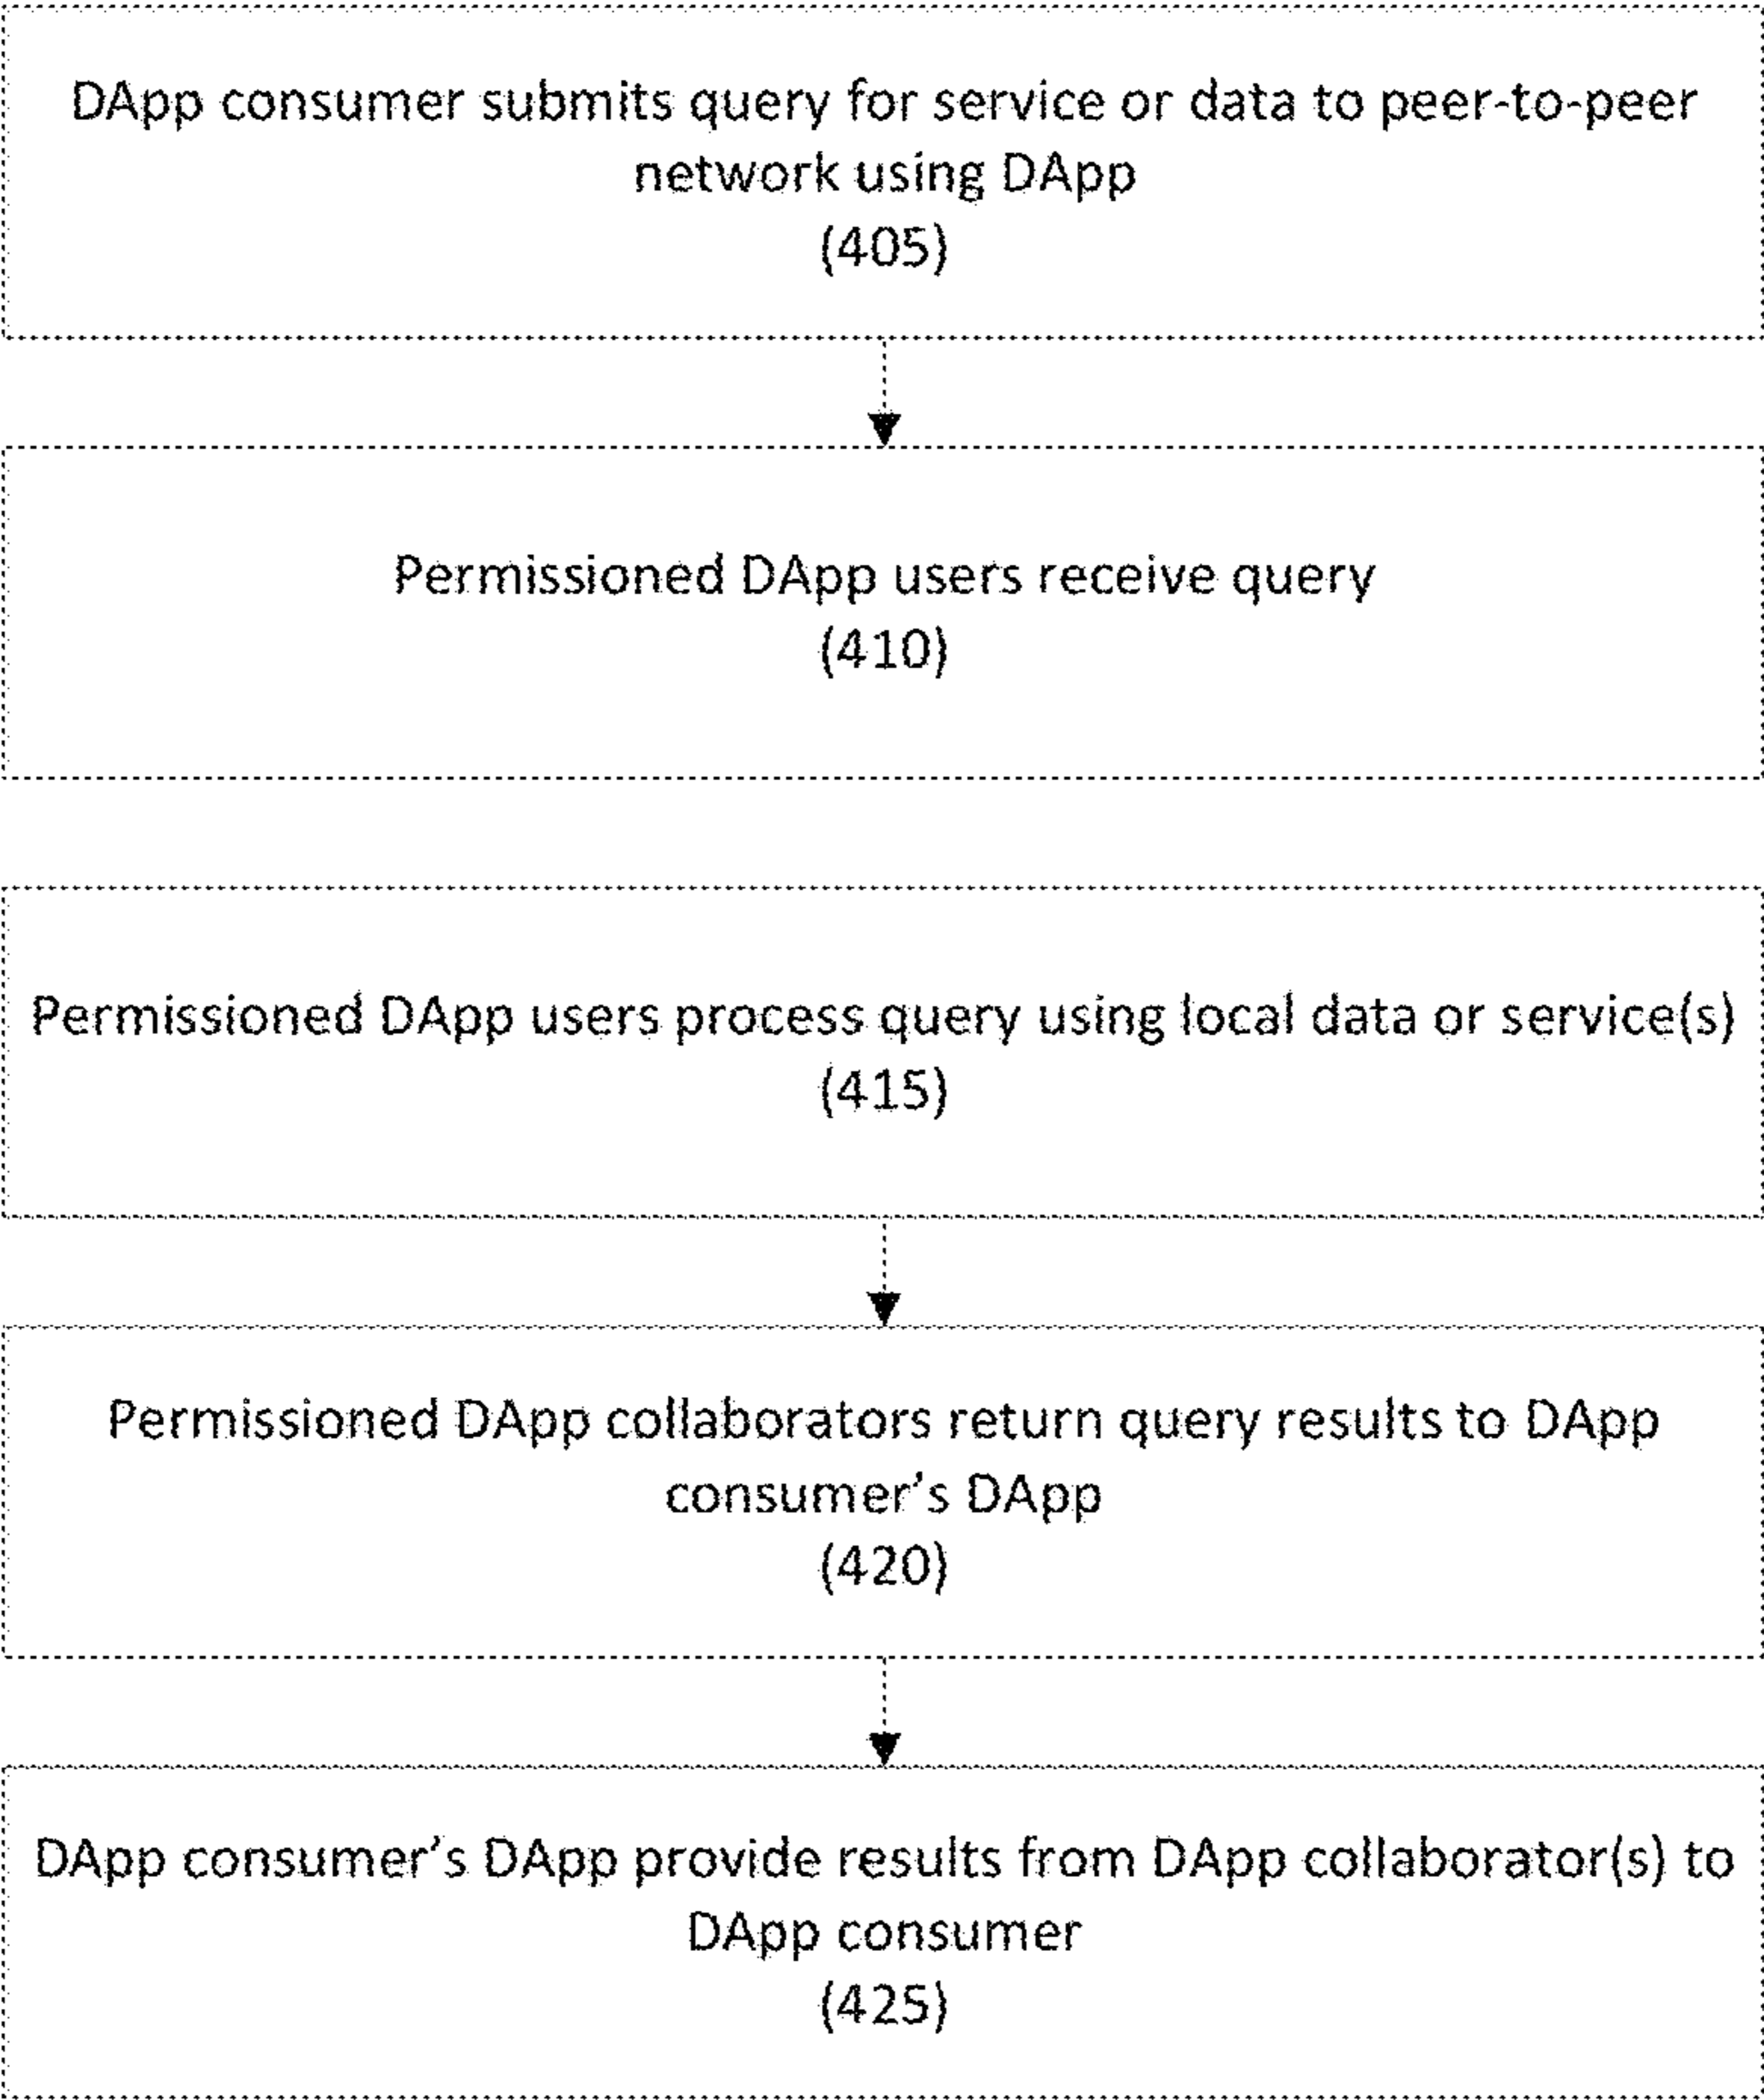 DApp consumer submits query for service or data to peer-to-peer
network using DApp
(405)
Permissioned DApp users receive query
(410)
Permissioned DApp users process query using local data or service(s)
(415)
Permissioned DApp collaborators return query results to DApp
consumer’s DApp
(420)
DApp consumer’s DApp provide results from DApp collaborator(s) to
DApp consumer
(425)